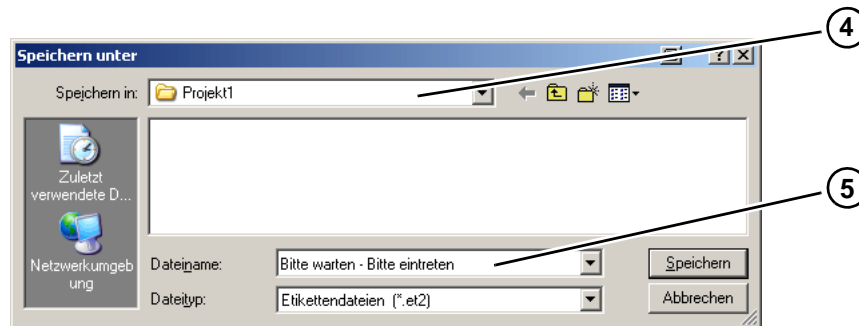 4
Speichern unter
Speichern in: Projekt1
Zuletzt
verwendete D...
Netzwerkumgeb
ung
5
Dateiname: Bitte warten - Bitte eintreten Speichern
Dateityp: Etikettendateien (*.et2) Abbrechen